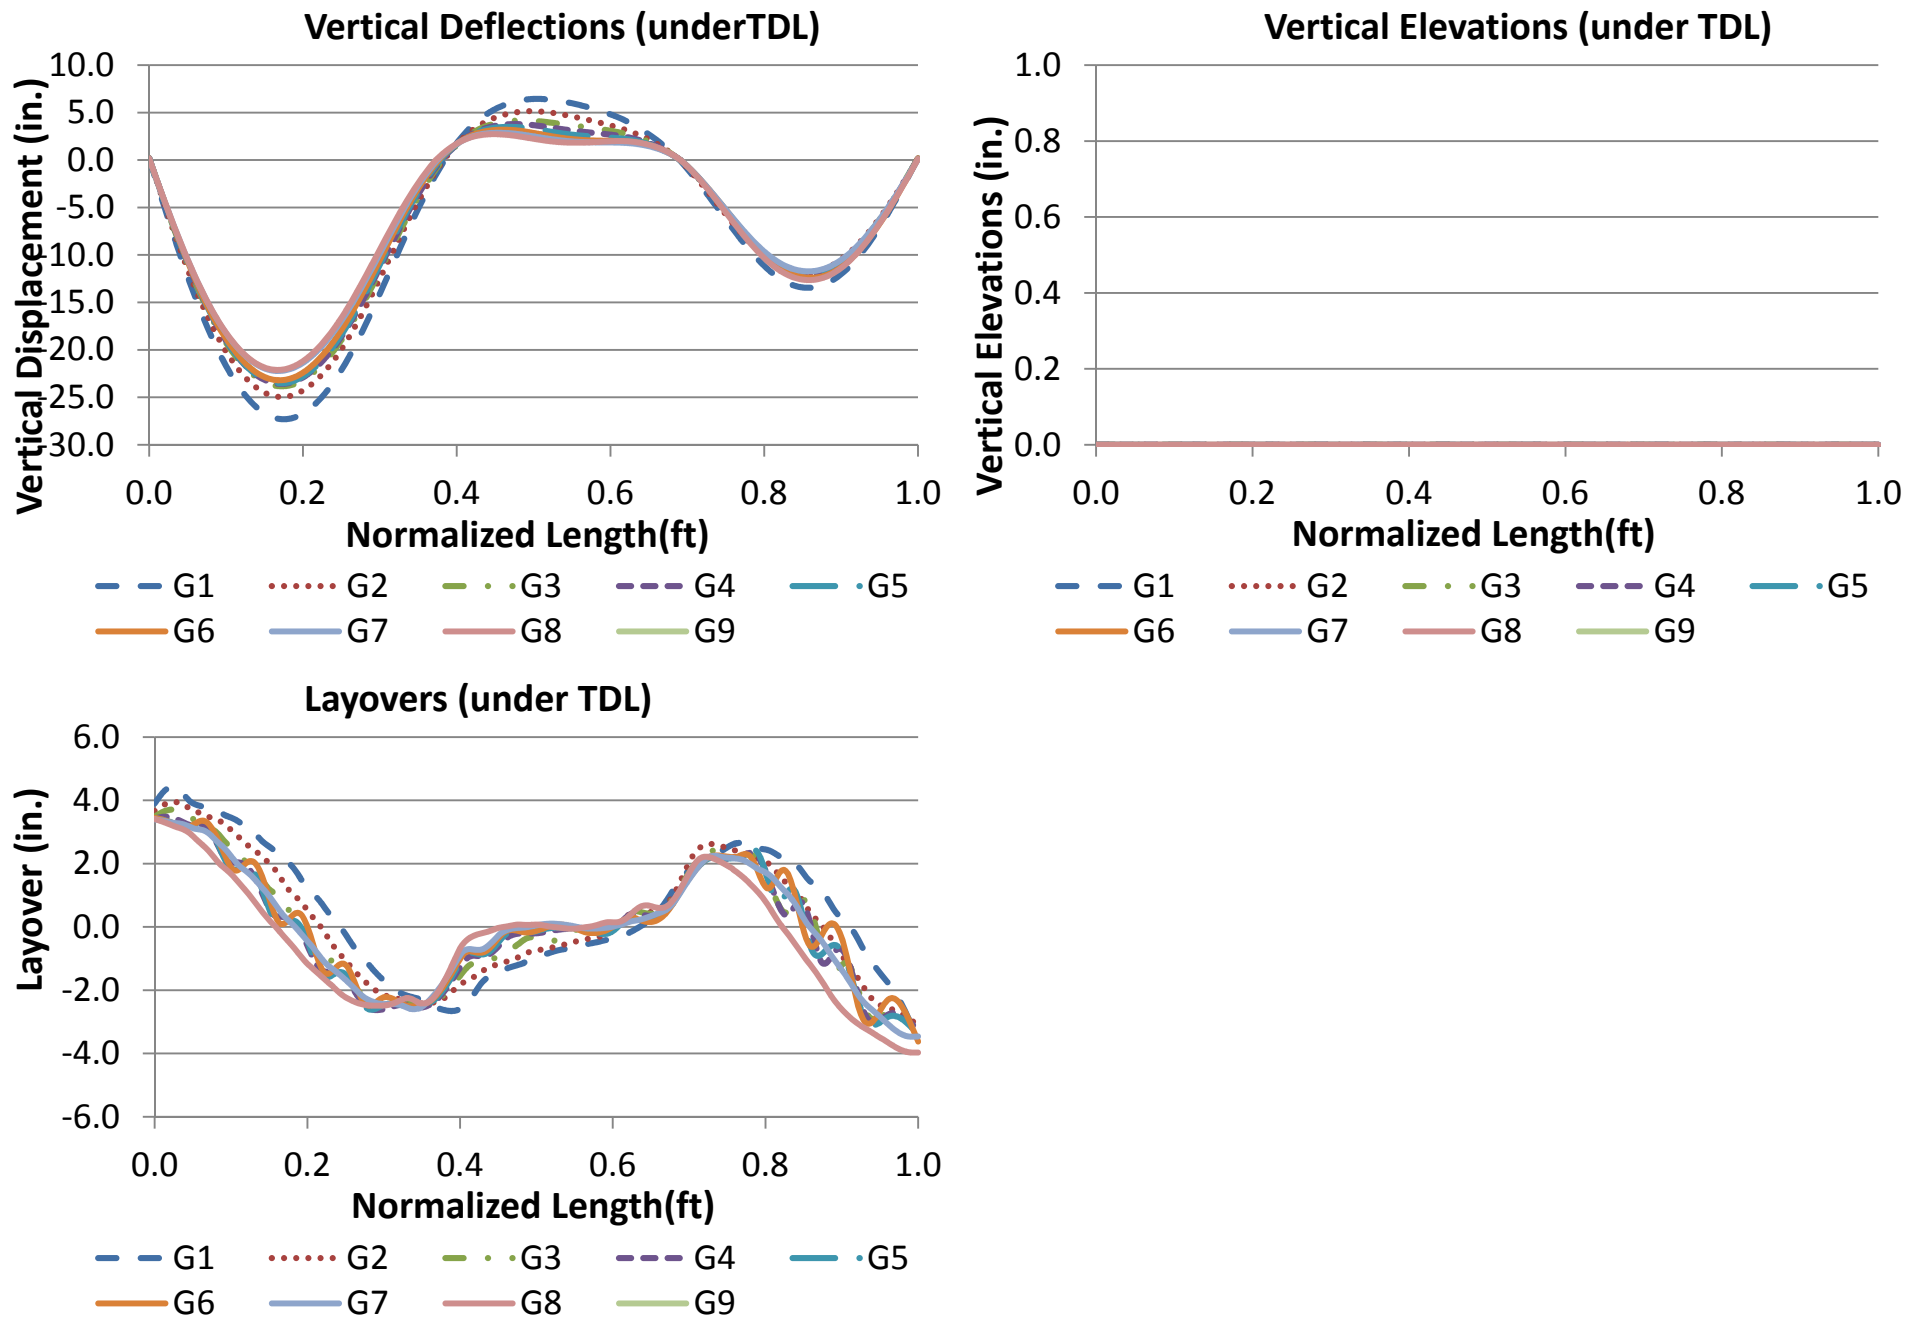 Vertical Deflections (underTDL)
Vertical Displacement (in.)
10.0
5.0
0.0
-5.0
-10.0
-15.0
-20.0
-25.0
-30.0
0.0 0.2 0.4 0.6 0.8 1.0
Normalized Length(ft)
G1 G2 G3 G4 G5
G6 G7 G8 G9
Vertical Elevations (under TDL)
Vertical Elevations (in.)
1.0
0.8
0.6
0.4
0.2
0.0
0.0 0.2 0.4 0.6 0.8 1.0
Normalized Length(ft)
G1 G2 G3 G4 G5
G6 G7 G8 G9
Layovers (under TDL)
Layover (in.)
6.0
4.0
2.0
0.0
-2.0
-4.0
-6.0
0.0 0.2 0.4 0.6 0.8 1.0
Normalized Length(ft)
G1 G2 G3 G4 G5
G6 G7 G8 G9